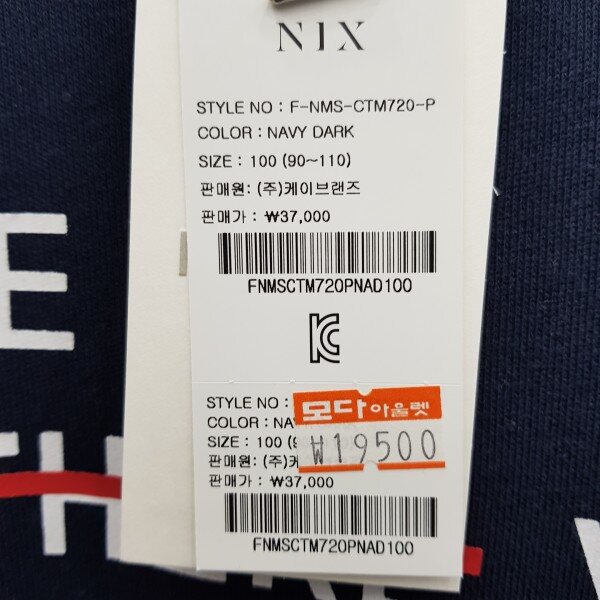 NIX
STYLE NO : F-NMS-CTM720-P
COLOR : NAVY DARK
SIZE : 100 (90~110)
판매원: (주)케이브랜즈
판매가 : ₩37,000
FNMSCTM720PNAD100
STYLE NO :
COLOR : NA
SIZE : 100 (9
판매원: (주)케
모다아울렛
₩19500
판매가 : ₩37,000
FNMSCTM720PNAD100
E